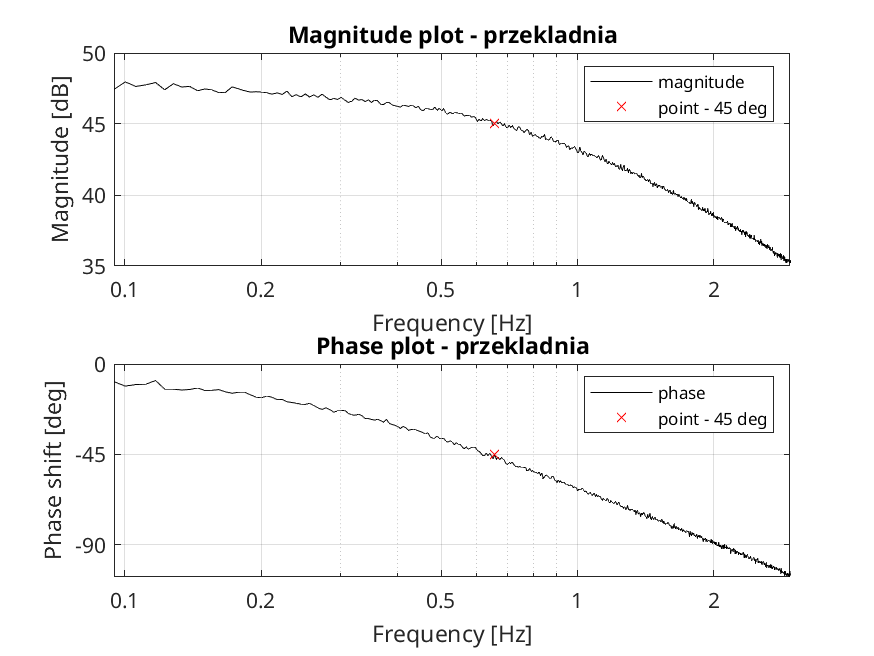 Magnitude plot - przekladnia
50
45
40
35
Magnitude [dB]
magnitude
point - 45 deg
0.1 0.2 0.5 1 2
Frequency [Hz]
Phase plot - przekladnia
0
-45
-90
Phase shift [deg]
phase
point - 45 deg
0.1 0.2 0.5 1 2
Frequency [Hz]